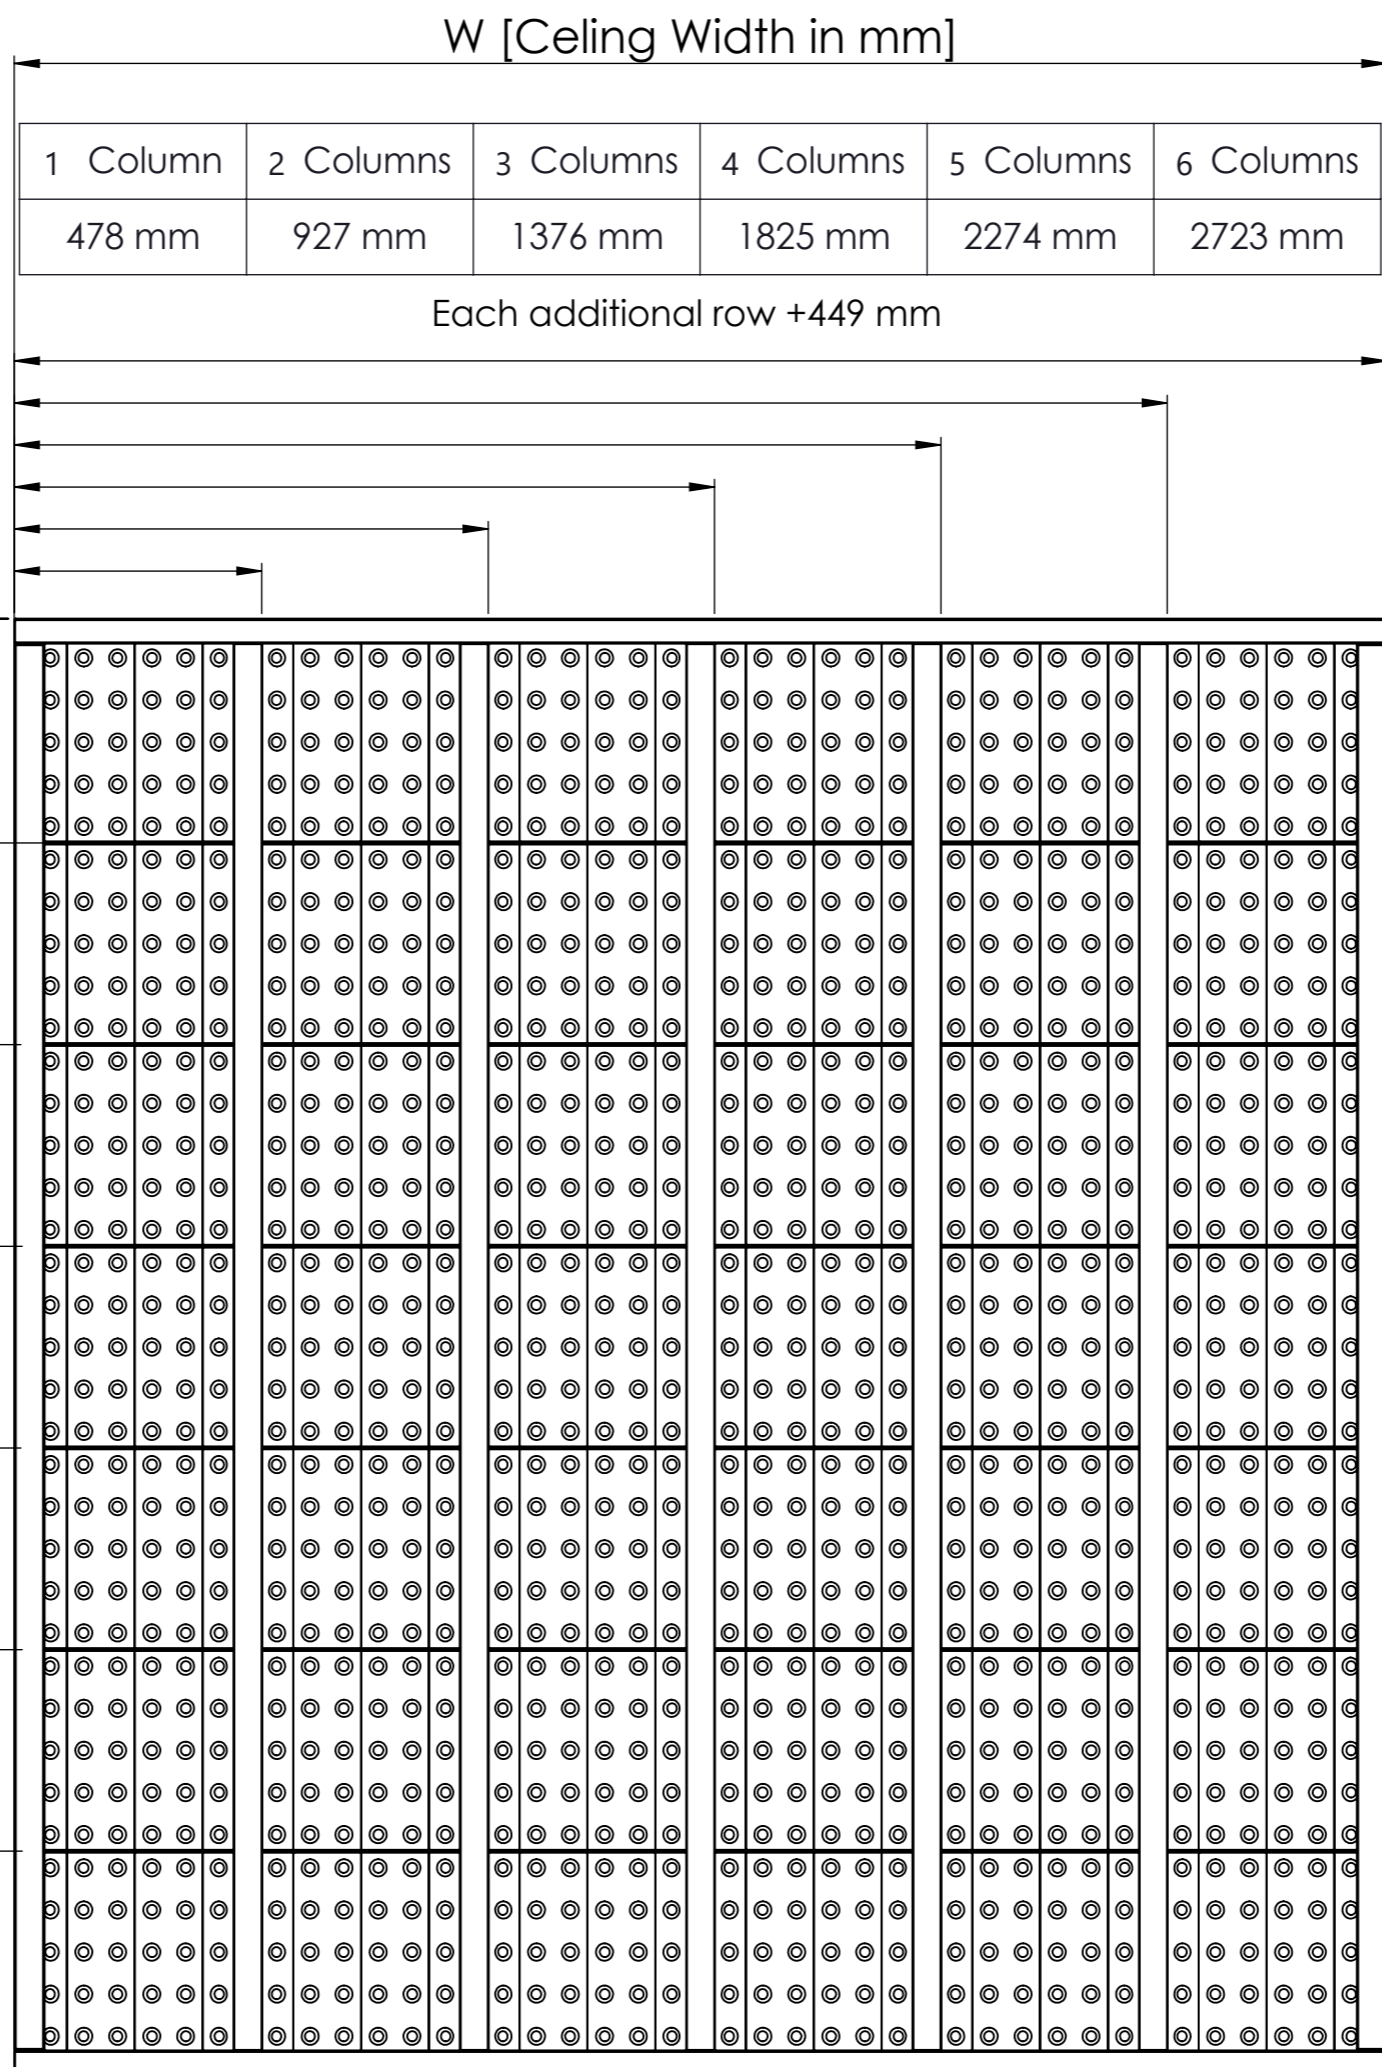 W [Celing Width in mm]
1 Column 2 Columns 3 Columns 4 Columns 5 Columns 6 Columns
478 mm 927 mm 1376 mm 1825 mm 2274 mm 2723 mm
Each additional row +449 mm